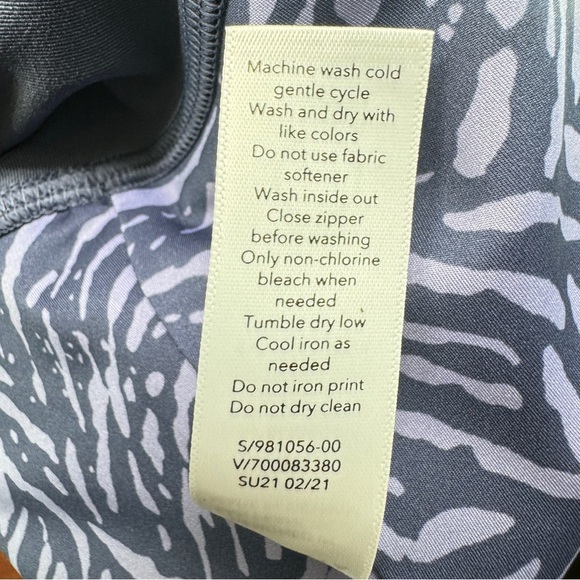 Machine wash cold
gentle cycle
Wash and dry with
like colors
Do not use fabric
softener
Wash inside out
Close zipper
before washing
Only non-chlorine
bleach when
needed
Tumble dry low
Cool iron as
needed
Do not iron print
Do not dry clean
S/981056-00
V/700083380
SU21 02/21